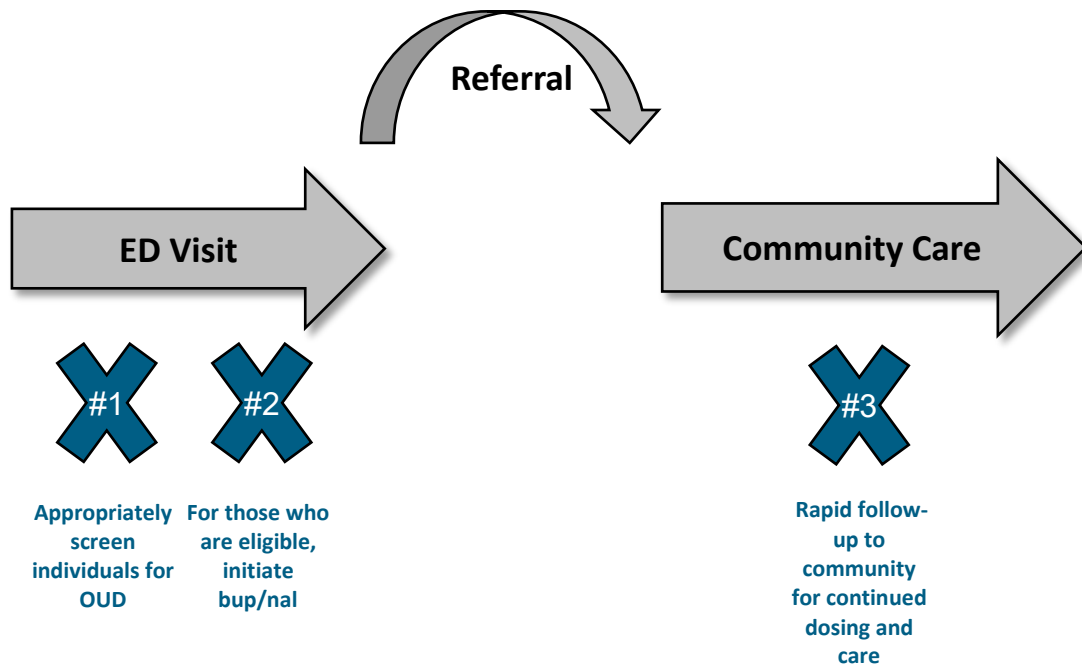 Referral
ED Visit
Community Care
#1
#2
#3
Appropriately
screen
individuals for
OUD
For those who
are eligible,
initiate
bup/nal
Rapid follow-
up to
community
for continued
dosing and
care